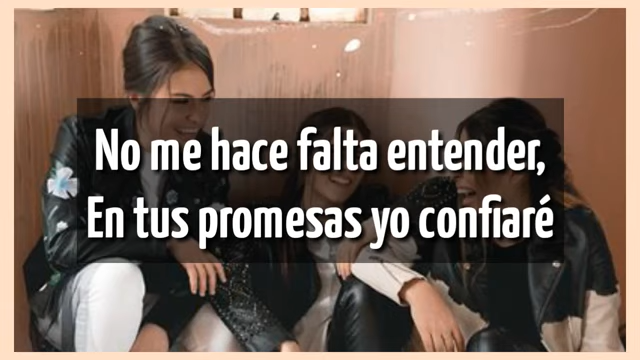 No me hace falta entender,
En tus promesas yo confiaré